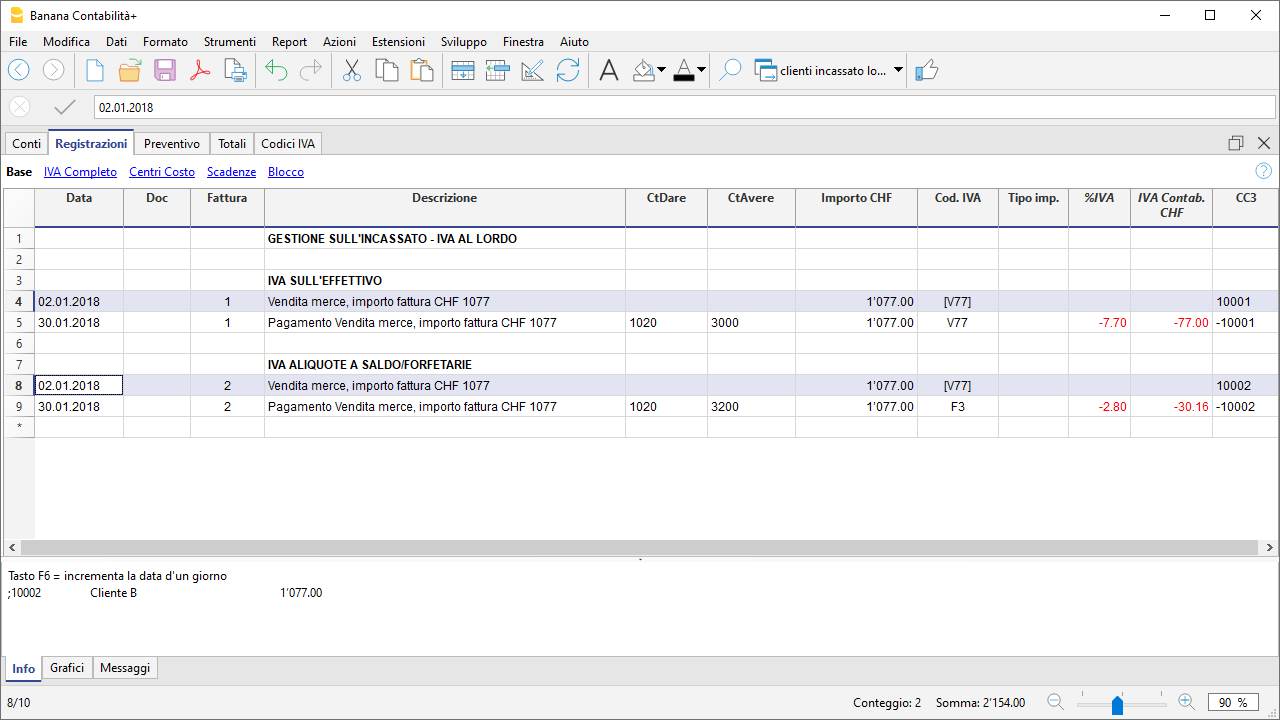 Banana Contabilità+
File Modifica Dati Formato Strumenti Report Azioni Estensioni Sviluppo Finestra Aiuto
clienti incassato lo...
02.01.2018
Conti Registrazioni Preventivo Totali Codici IVA
Base IVA Completo Centri Costo Scadenze Blocco ?
Data Doc Fattura Descrizione CtDare CtAvere Importo CHF Cod. IVA Tipo imp. %IVA IVA Contab. CHF CC3
1 GESTIONE SULL'INCASSATO - IVA AL LORDO
2
3 IVA SULL'EFFETTIVO
4 02.01.2018 1 Vendita merce, importo fattura CHF 1077 1'077.00 [V77] 10001
5 30.01.2018 1 Pagamento Vendita merce, importo fattura CHF 1077 1020 3000 1'077.00 V77 -7.70 -77.00 -10001
6
7 IVA ALIQUOTE A SALDO/FORFETARIE
8 02.01.2018 2 Vendita merce, importo fattura CHF 1077 1'077.00 [V77] 10002
9 30.01.2018 2 Pagamento Vendita merce, importo fattura CHF 1077 1020 3200 1'077.00 F3 -2.80 -30.16 -10002
*
Tasto F6 = incrementa la data d'un giorno
;10002 Cliente B 1'077.00
Info Grafici Messaggi
8/10 Conteggio: 2 Somma: 2'154.00 90 %